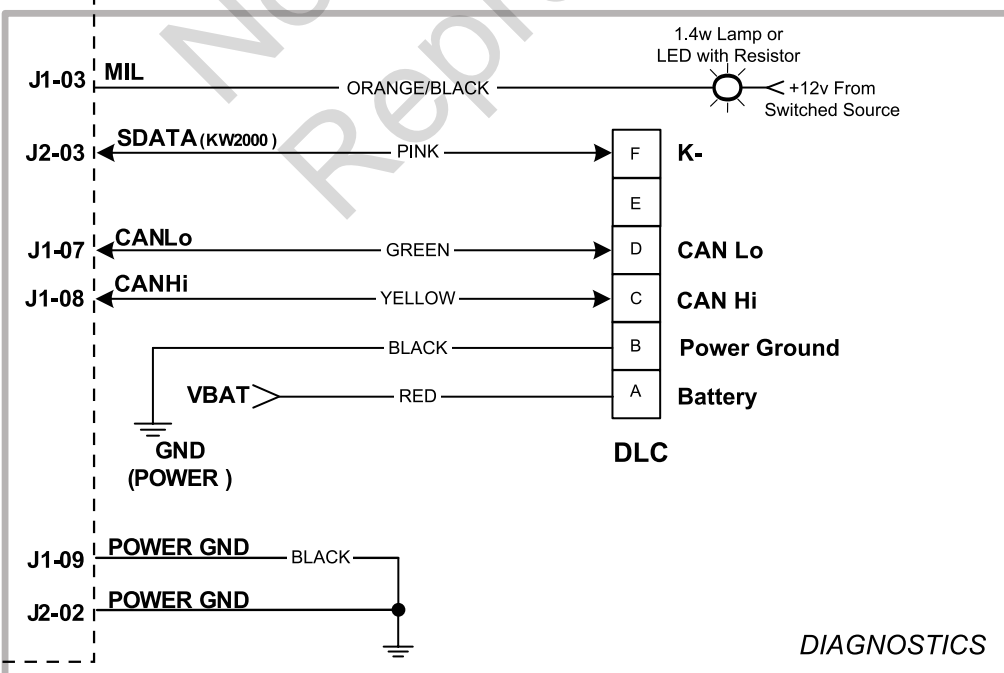 No
Repro
1.4w Lamp or
LED with Resistor
J1-03 MIL ORANGE/BLACK +12v From
Switched Source
J2-03 SDATA (KW2000 ) PINK F K-
E
J1-07 CANLo GREEN D CAN Lo
J1-08 CANHi YELLOW C CAN Hi
BLACK B Power Ground
VBAT RED A Battery
GND
(POWER )
DLC
J1-09 POWER GND BLACK
J2-02 POWER GND
DIAGNOSTICS